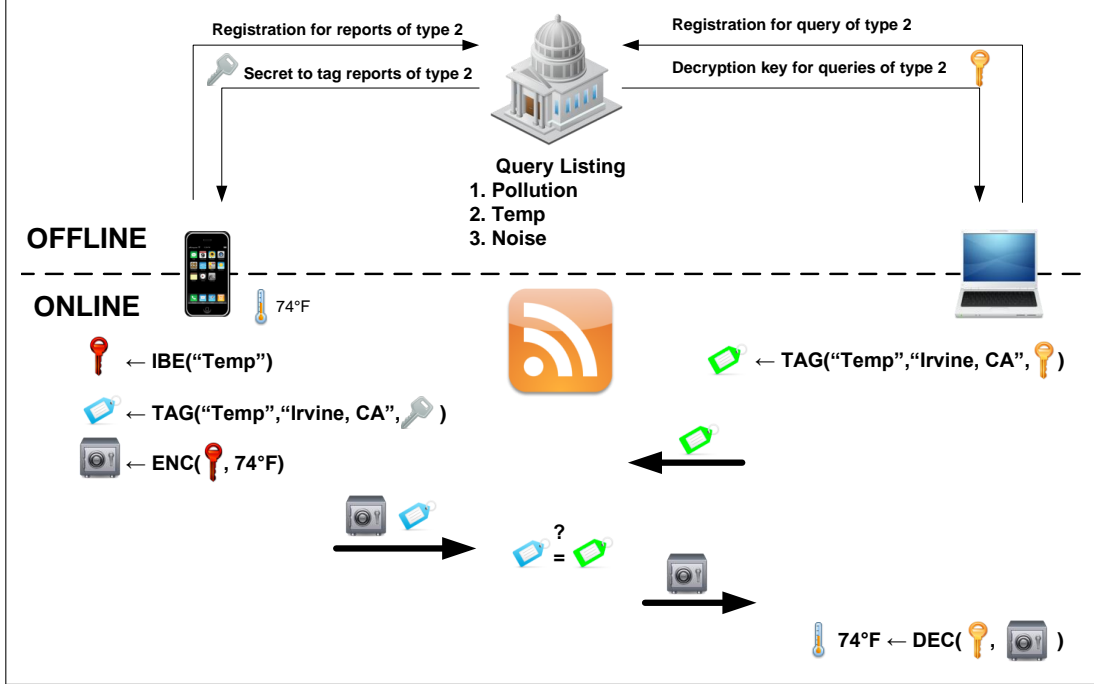 Registration for reports of type 2
Registration for query of type 2
Secret to tag reports of type 2
Decryption key for queries of type 2
Query Listing
1. Pollution
2. Temp
3. Noise
OFFLINE
ONLINE
74°F
← IBE(“Temp”)
← TAG(“Temp”,“Irvine, CA”, )
← TAG(“Temp”,“Irvine, CA”, )
← ENC( , 74°F)
?
=
74°F ← DEC( , )